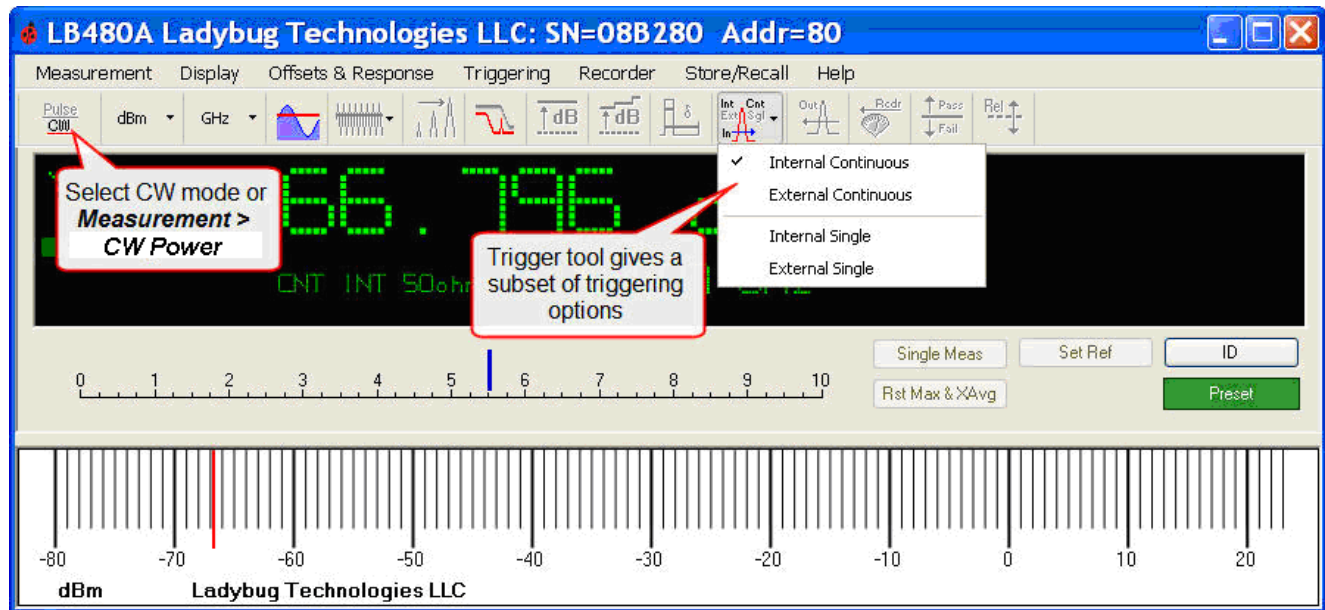 LB480A Ladybug Technologies LLC: SN=08B280 Addr=80
Measurement Display Offsets & Response Triggering Recorder Store/Recall Help
Pulse
CW
dBm
GHz
dB
dB
δ
Int Cnt
Ext Sgl
In
Out
Rcdr
Pass
Fail
Rel
Internal Continuous
External Continuous
Internal Single
External Single
Select CW mode or
Measurement >
CW Power
66.796
CNT INT 50oh
Trigger tool gives a
subset of triggering
options
Single Meas
Set Ref
ID
Rst Max & XAvg
Preset
0 1 2 3 4 5 6 7 8 9 10
-80 -70 -60 -50 -40 -30 -20 -10 0 10 20
dBm Ladybug Technologies LLC